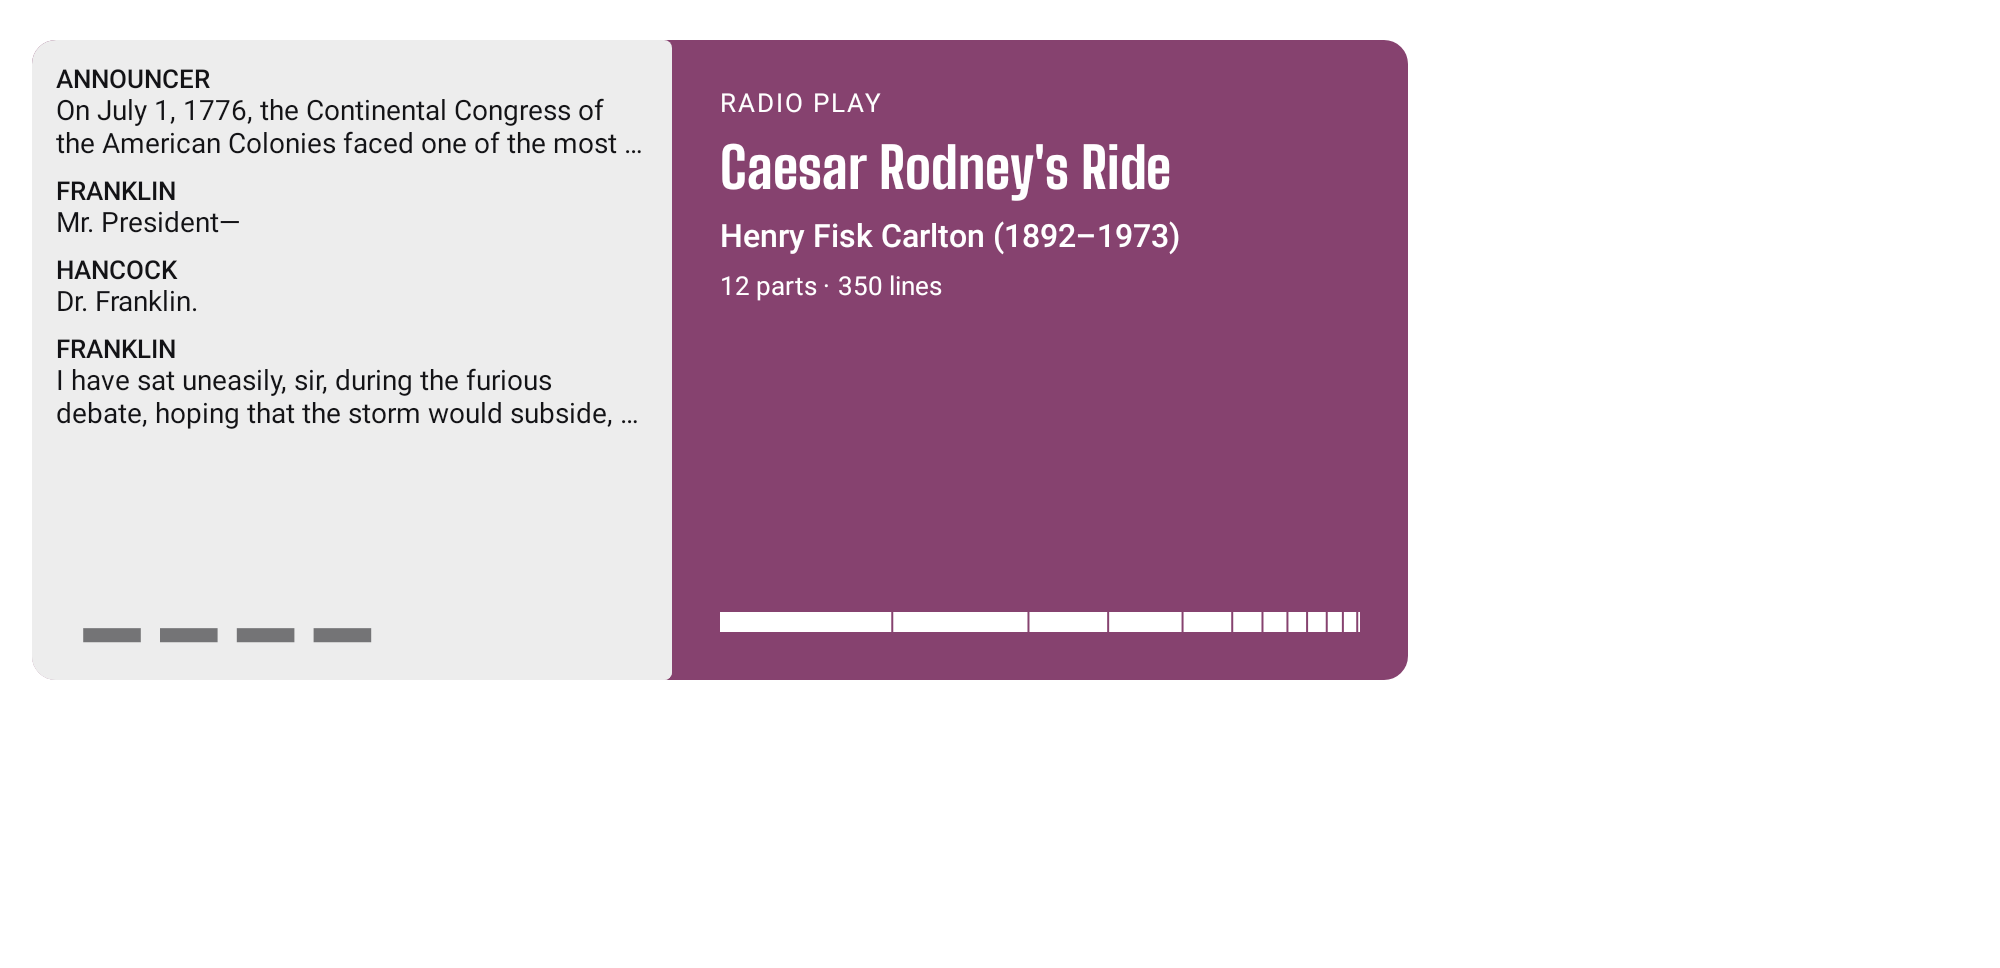 ANNOUNCER
On July 1, 1776, the Continental Congress of
the American Colonies faced one of the most ...
FRANKLIN
Mr. President—
HANCOCK
Dr. Franklin.
FRANKLIN
I have sat uneasily, sir, during the furious
debate, hoping that the storm would subside, ...
RADIO PLAY
Caesar Rodney's Ride
Henry Fisk Carlton (1892–1973)
12 parts · 350 lines